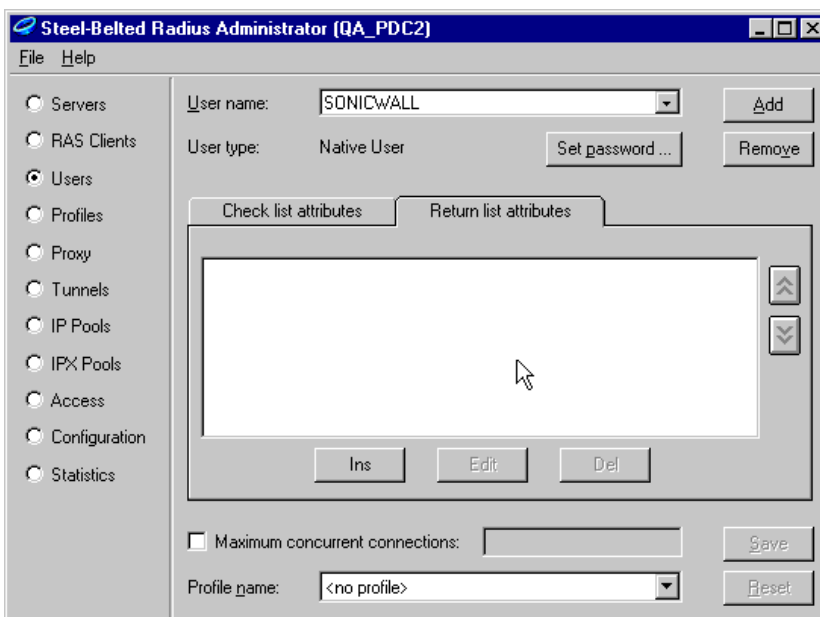 Steel-Belted Radius Administrator (QA_PDC2)
File Help
Servers
RAS Clients
Users
Profiles
Proxy
Tunnels
IP Pools
IPX Pools
Access
Configuration
Statistics
User name: SONICWALL Add
User type: Native User Set password ... Remove
Check list attributes Return list attributes
Ins Edit Del
Maximum concurrent connections: Save
Profile name: <no profile> Reset